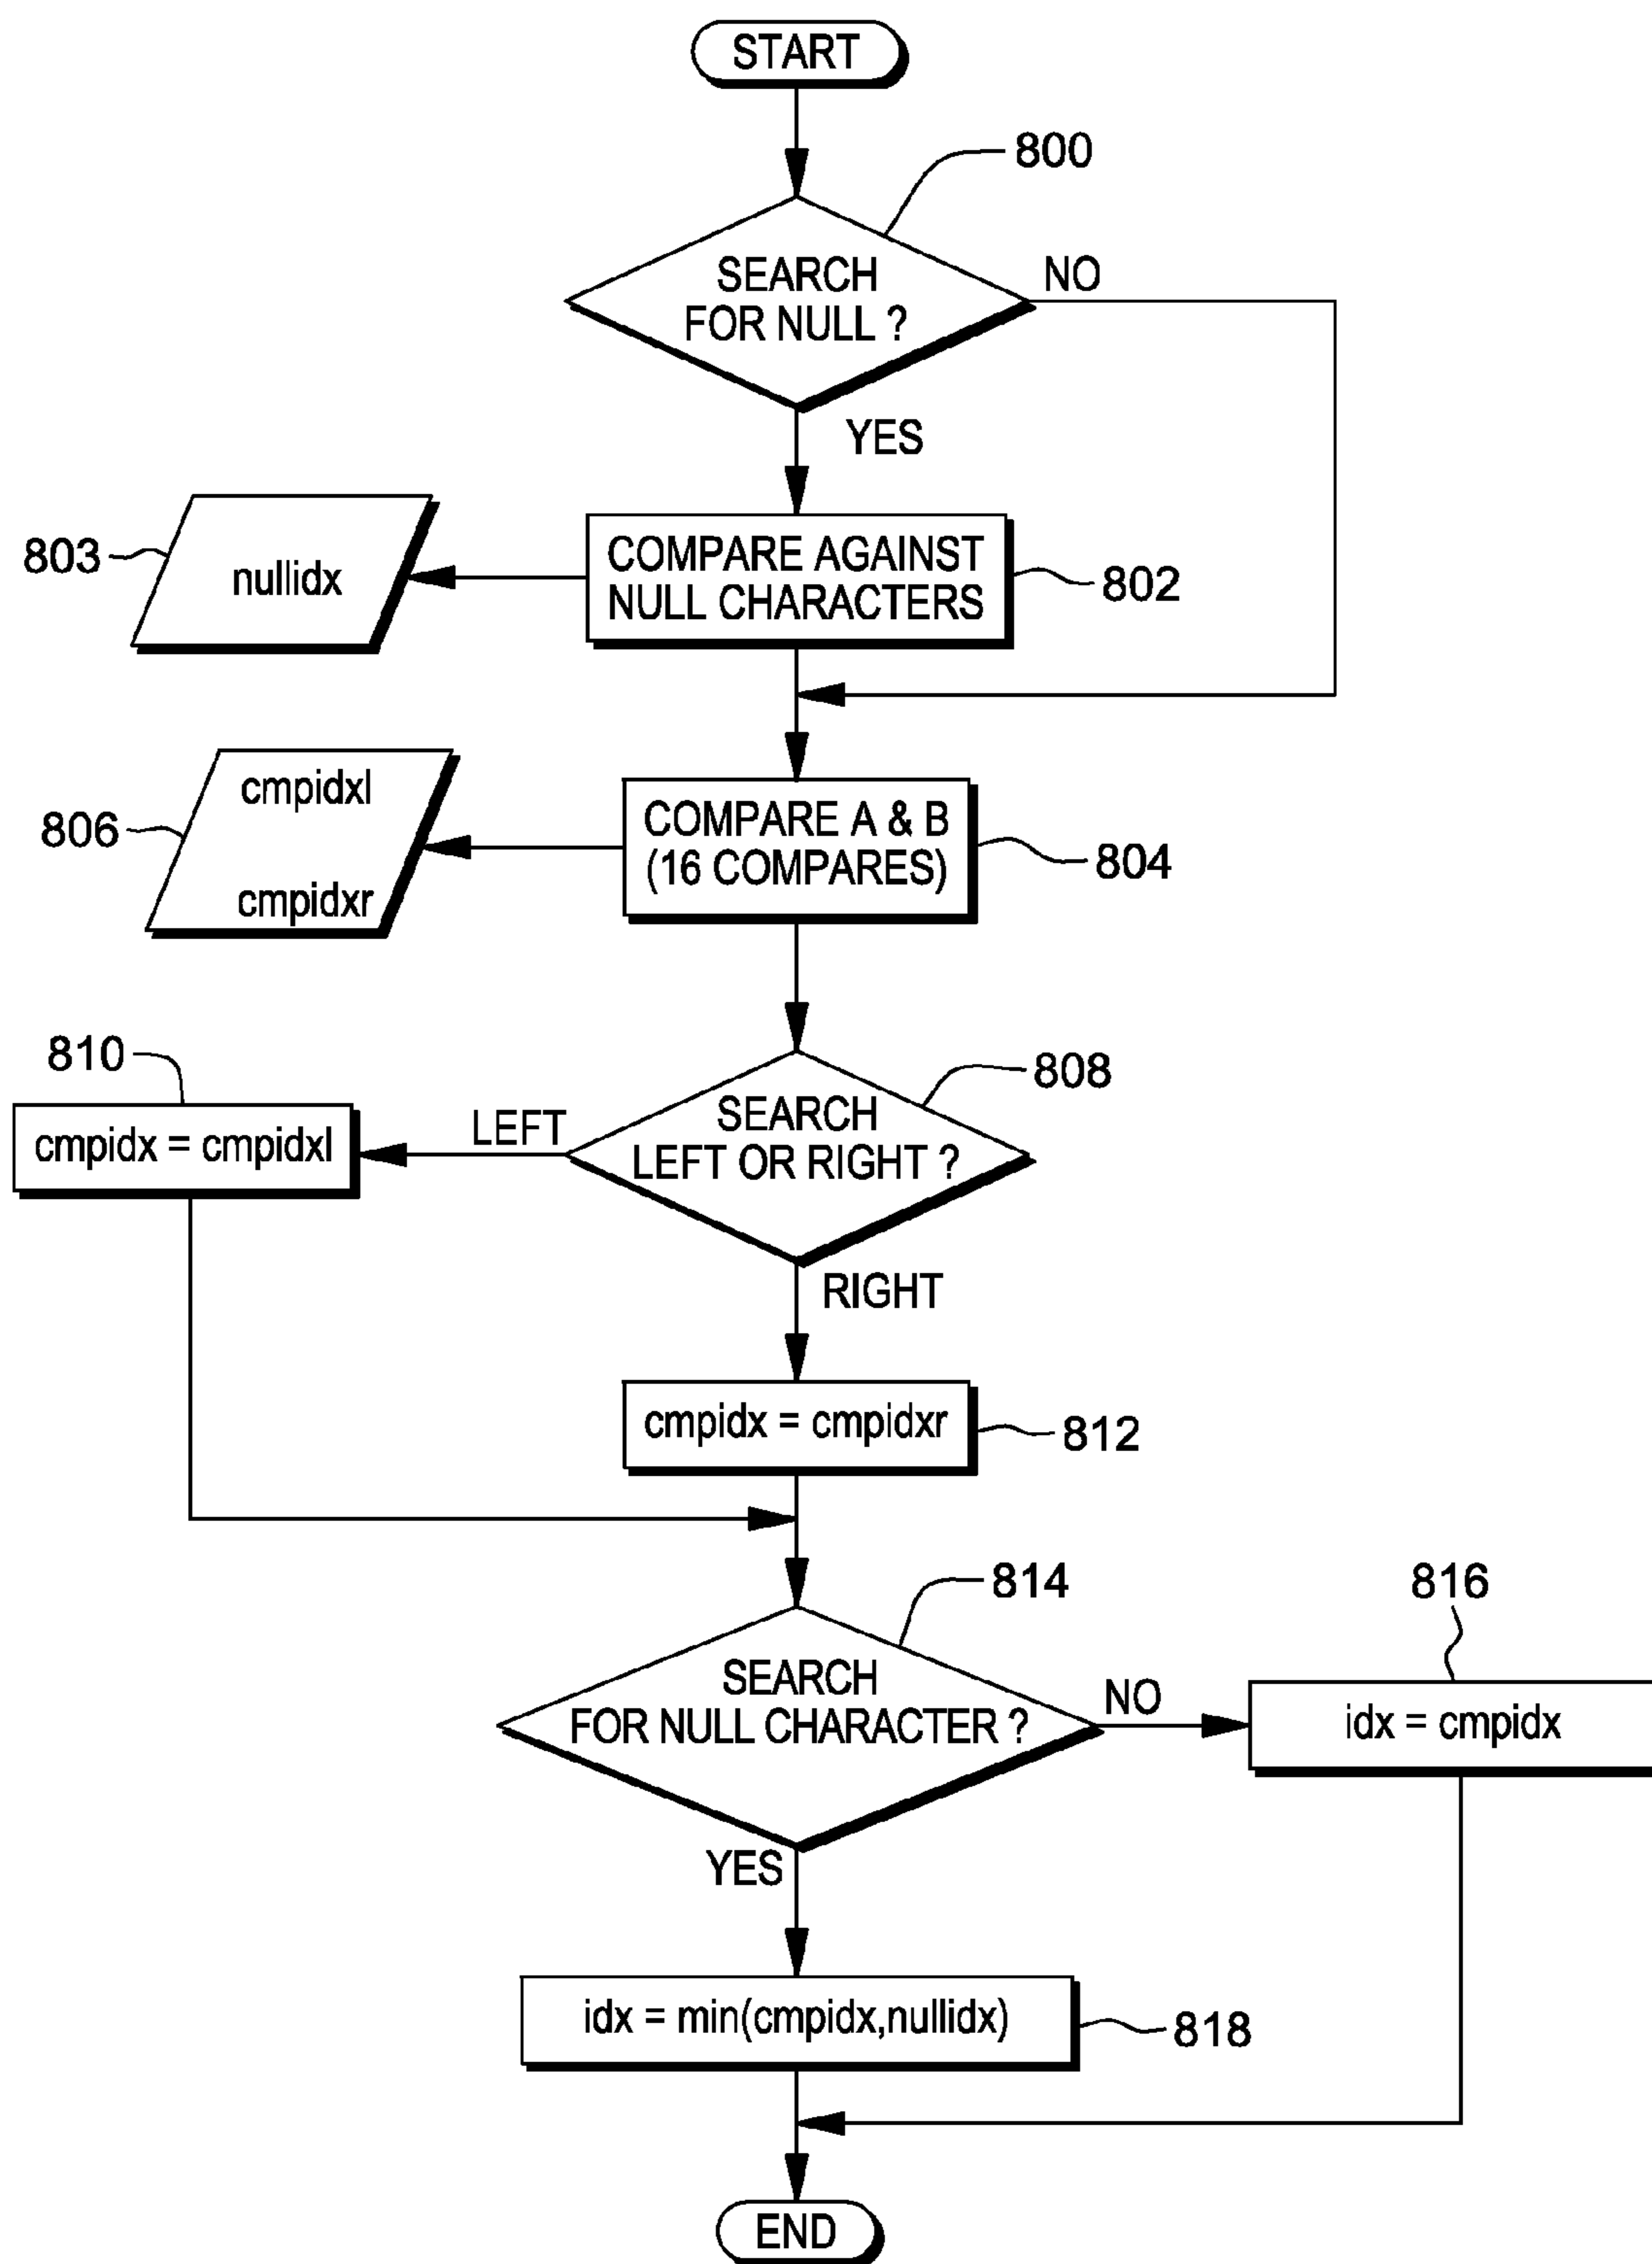 START
800
SEARCH
FOR NULL ?
NO
YES
803
nullidx
COMPARE AGAINST
NULL CHARACTERS
802
cmpidxl
cmpidxr
806
COMPARE A & B
(16 COMPARES)
804
810
cmpidx = cmpidxl
LEFT
SEARCH
LEFT OR RIGHT ?
808
RIGHT
cmpidx = cmpidxr
812
814
SEARCH
FOR NULL CHARACTER ?
NO
816
idx = cmpidx
YES
idx = min(cmpidx,nullidx)
818
END